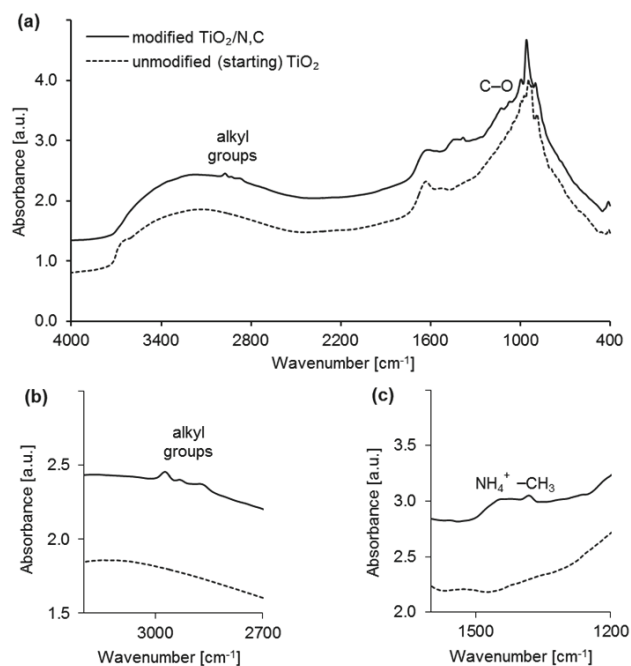 (a)
modified TiO₂/N,C
unmodified (starting) TiO₂
C–O
alkyl
groups
Absorbance [a.u.]
4.0
3.0
2.0
1.0
0.0
4000 3400 2800 2200 1600 1000 400
Wavenumber [cm⁻¹]
(b)
alkyl
groups
Absorbance [a.u.]
2.5
2.0
1.5
3000 2700
Wavenumber [cm⁻¹]
(c)
NH₄⁺ –CH₃
Absorbance [a.u.]
3.5
3.0
2.5
2.0
1500 1200
Wavenumber [cm⁻¹]